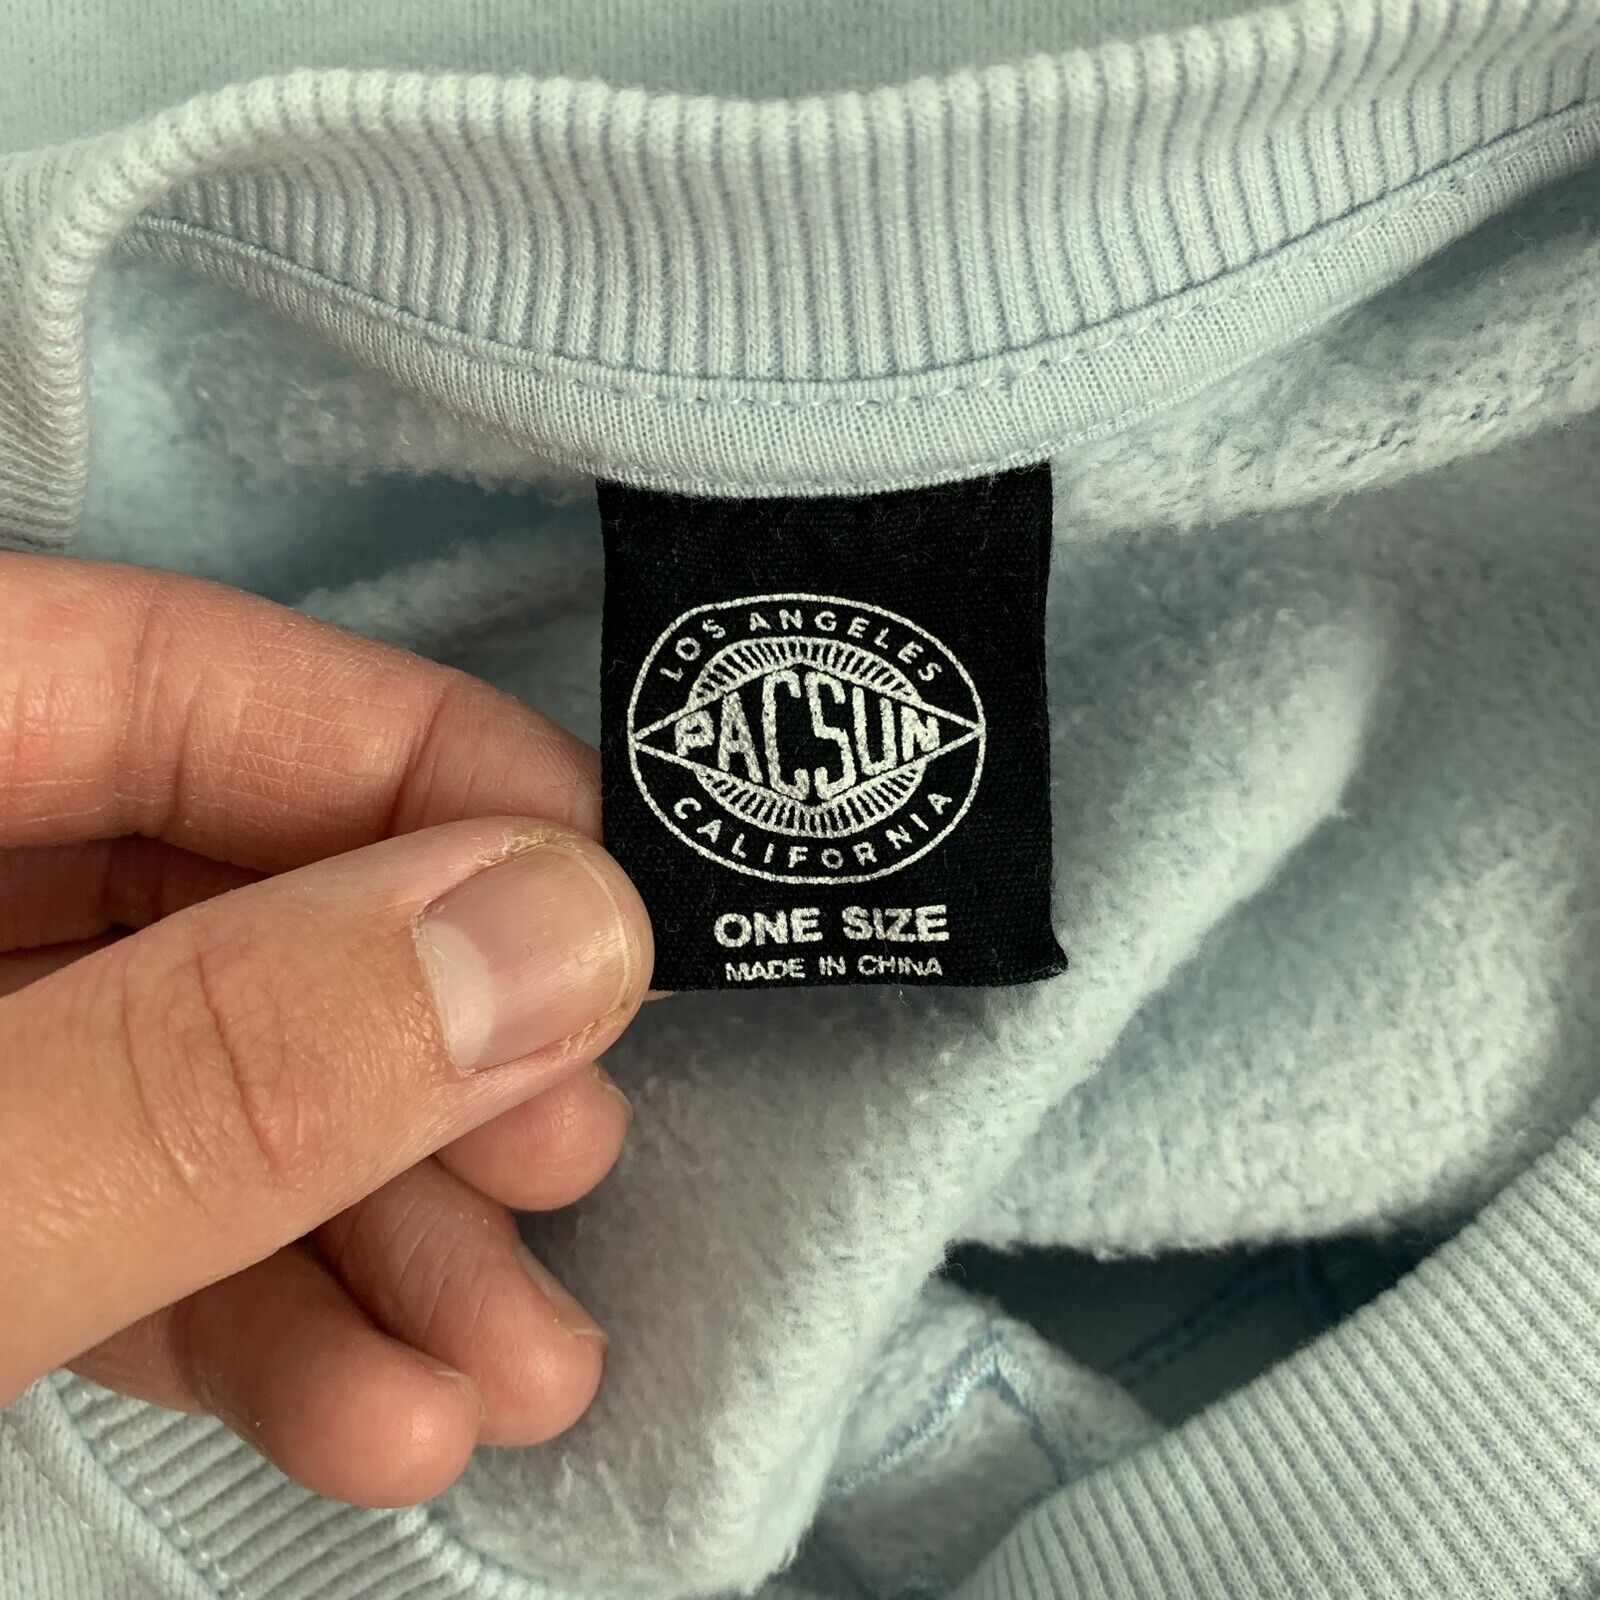 LOS ANGELES
PACSUN
CALIFORNIA
ONE SIZE
MADE IN CHINA